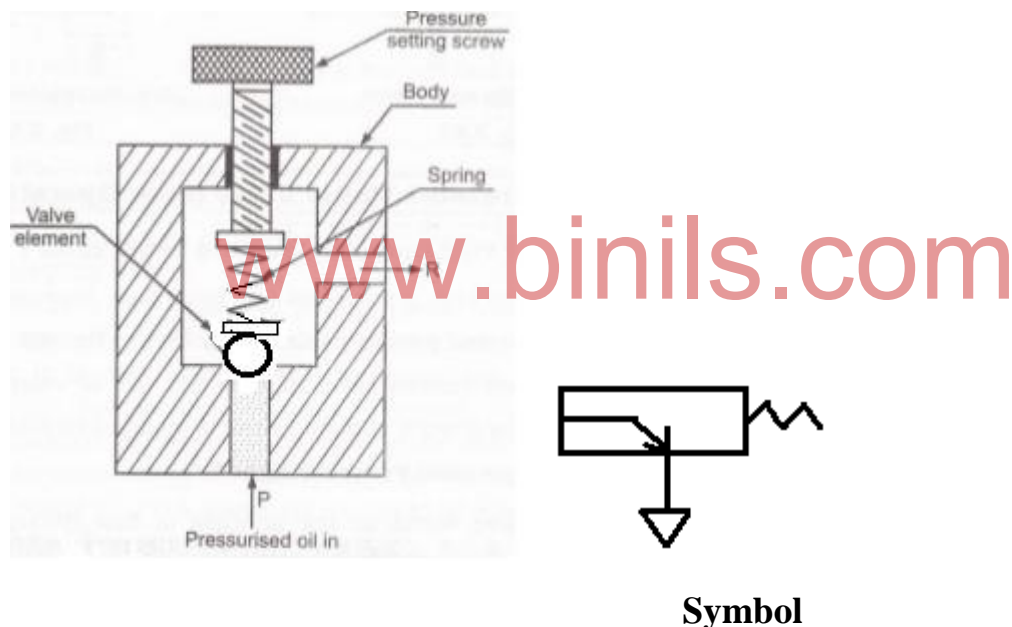 Pressure
setting screw
Body
Spring
Valve
element
www.binils.com
R
P
Pressurised oil in
Symbol